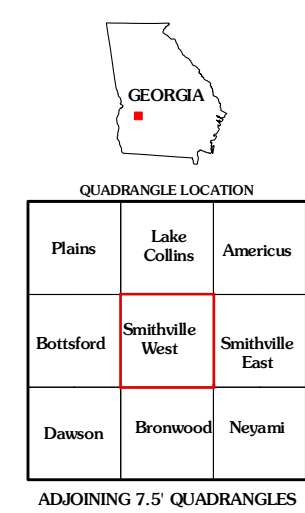 GEORGIA
QUADRANGLE LOCATION
Plains
Lake
Collins
Americus
Bottsford
Smithville
West
Smithville
East
Dawson
Bronwood
Neyami
ADJOINING 7.5' QUADRANGLES